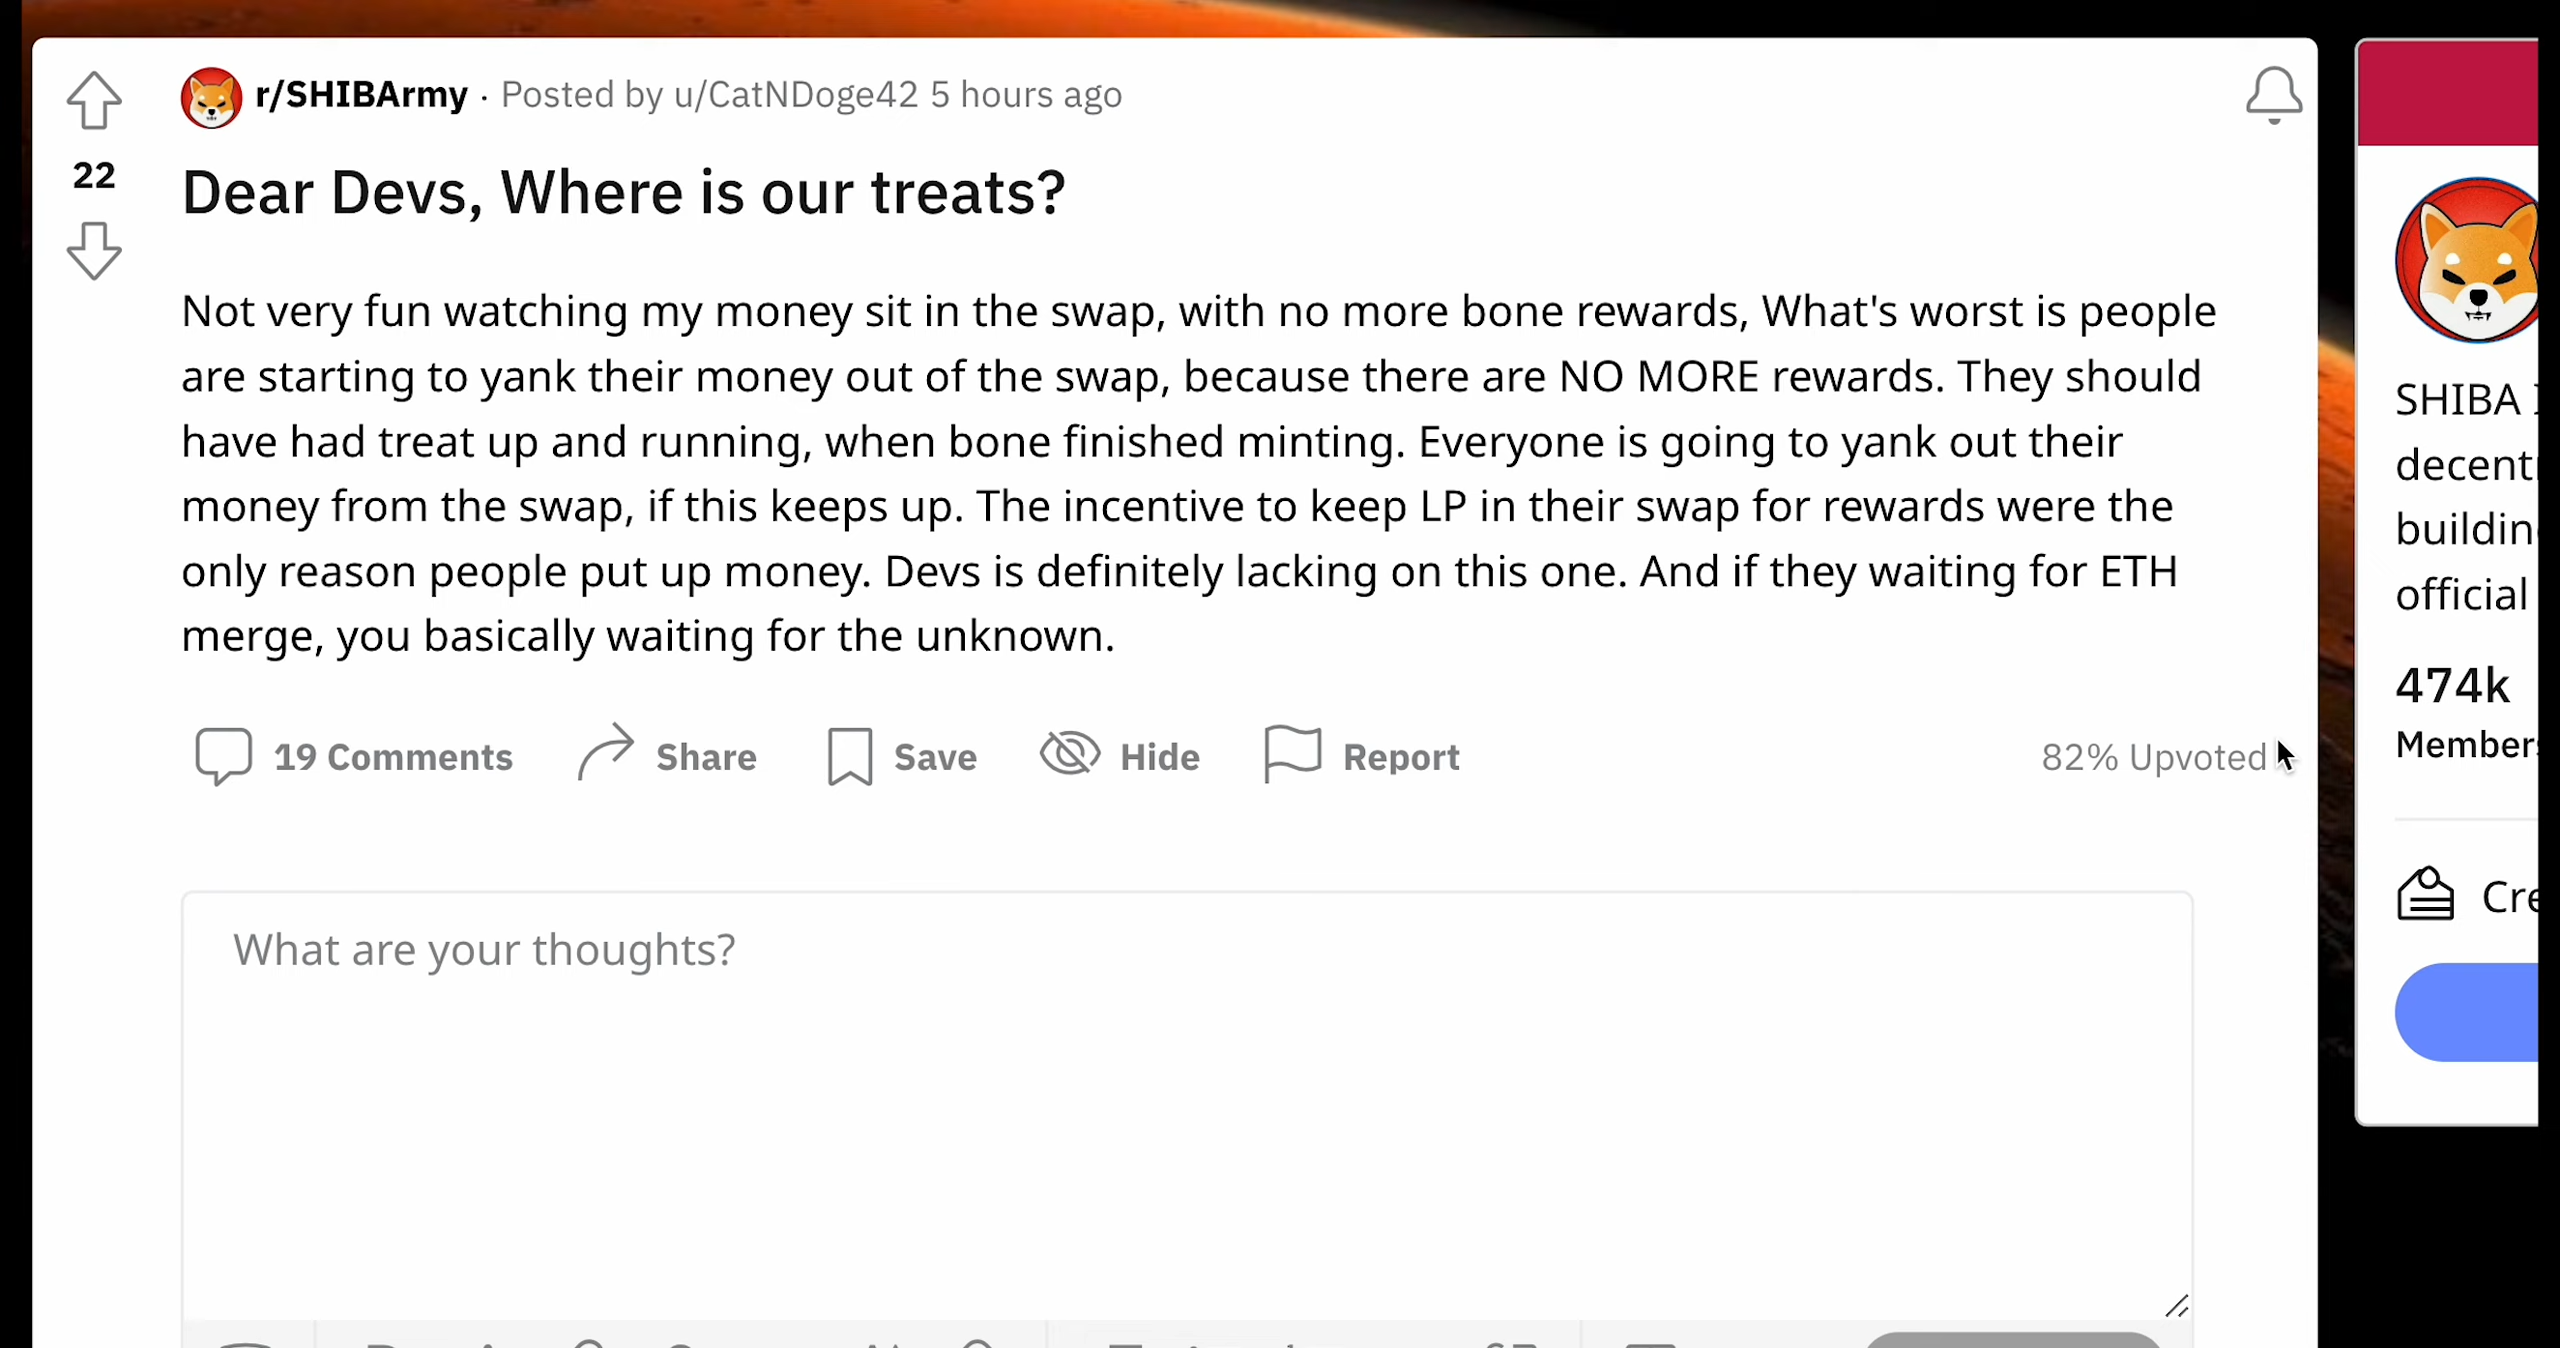 r/SHIBArmy · Posted by u/CatNDoge42 5 hours ago
22
Dear Devs, Where is our treats?
Not very fun watching my money sit in the swap, with no more bone rewards, What's worst is people
are starting to yank their money out of the swap, because there are NO MORE rewards. They should
have had treat up and running, when bone finished minting. Everyone is going to yank out their
money from the swap, if this keeps up. The incentive to keep LP in their swap for rewards were the
only reason people put up money. Devs is definitely lacking on this one. And if they waiting for ETH
merge, you basically waiting for the unknown.
19 Comments Share Save Hide Report 82% Upvoted
What are your thoughts?
SHIBA
official
474k